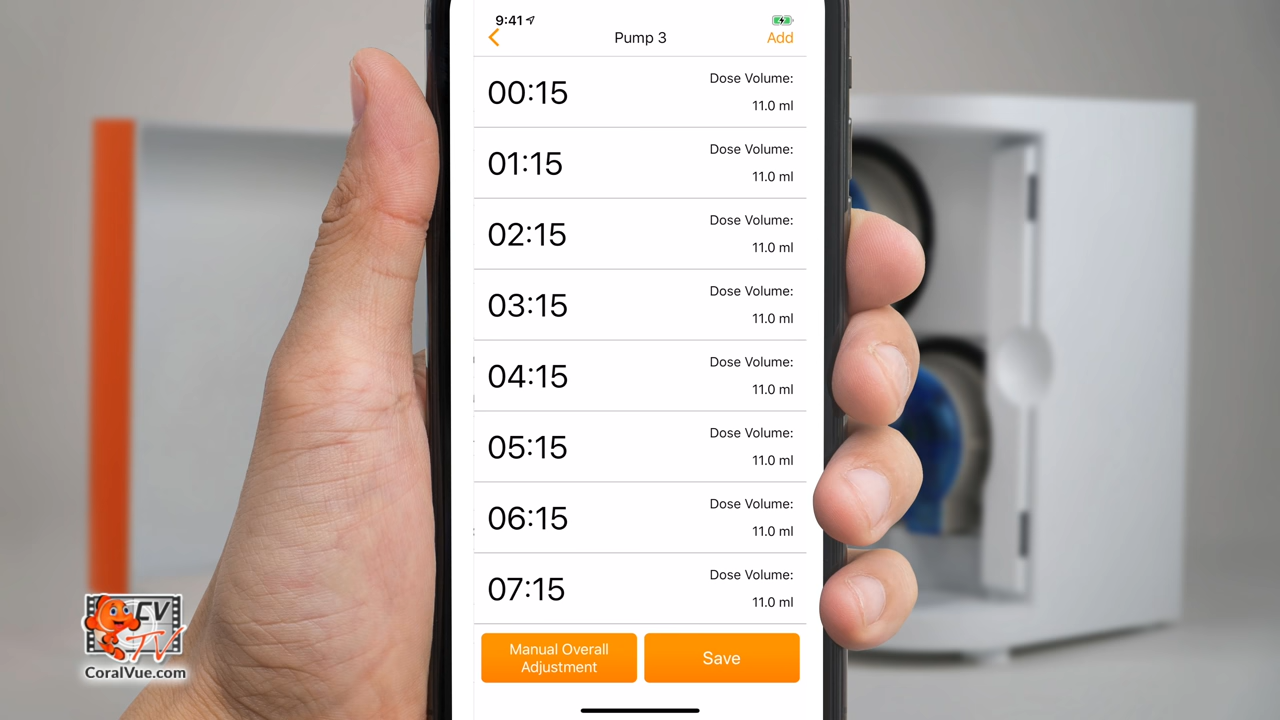 9:41
Pump 3
Add
00:15
Dose Volume:
11.0 ml
01:15
Dose Volume:
11.0 ml
02:15
Dose Volume:
11.0 ml
03:15
Dose Volume:
11.0 ml
04:15
Dose Volume:
11.0 ml
05:15
Dose Volume:
11.0 ml
06:15
Dose Volume:
11.0 ml
07:15
Dose Volume:
11.0 ml
Manual Overall
Adjustment
Save
CV
TV
CoralVue.com